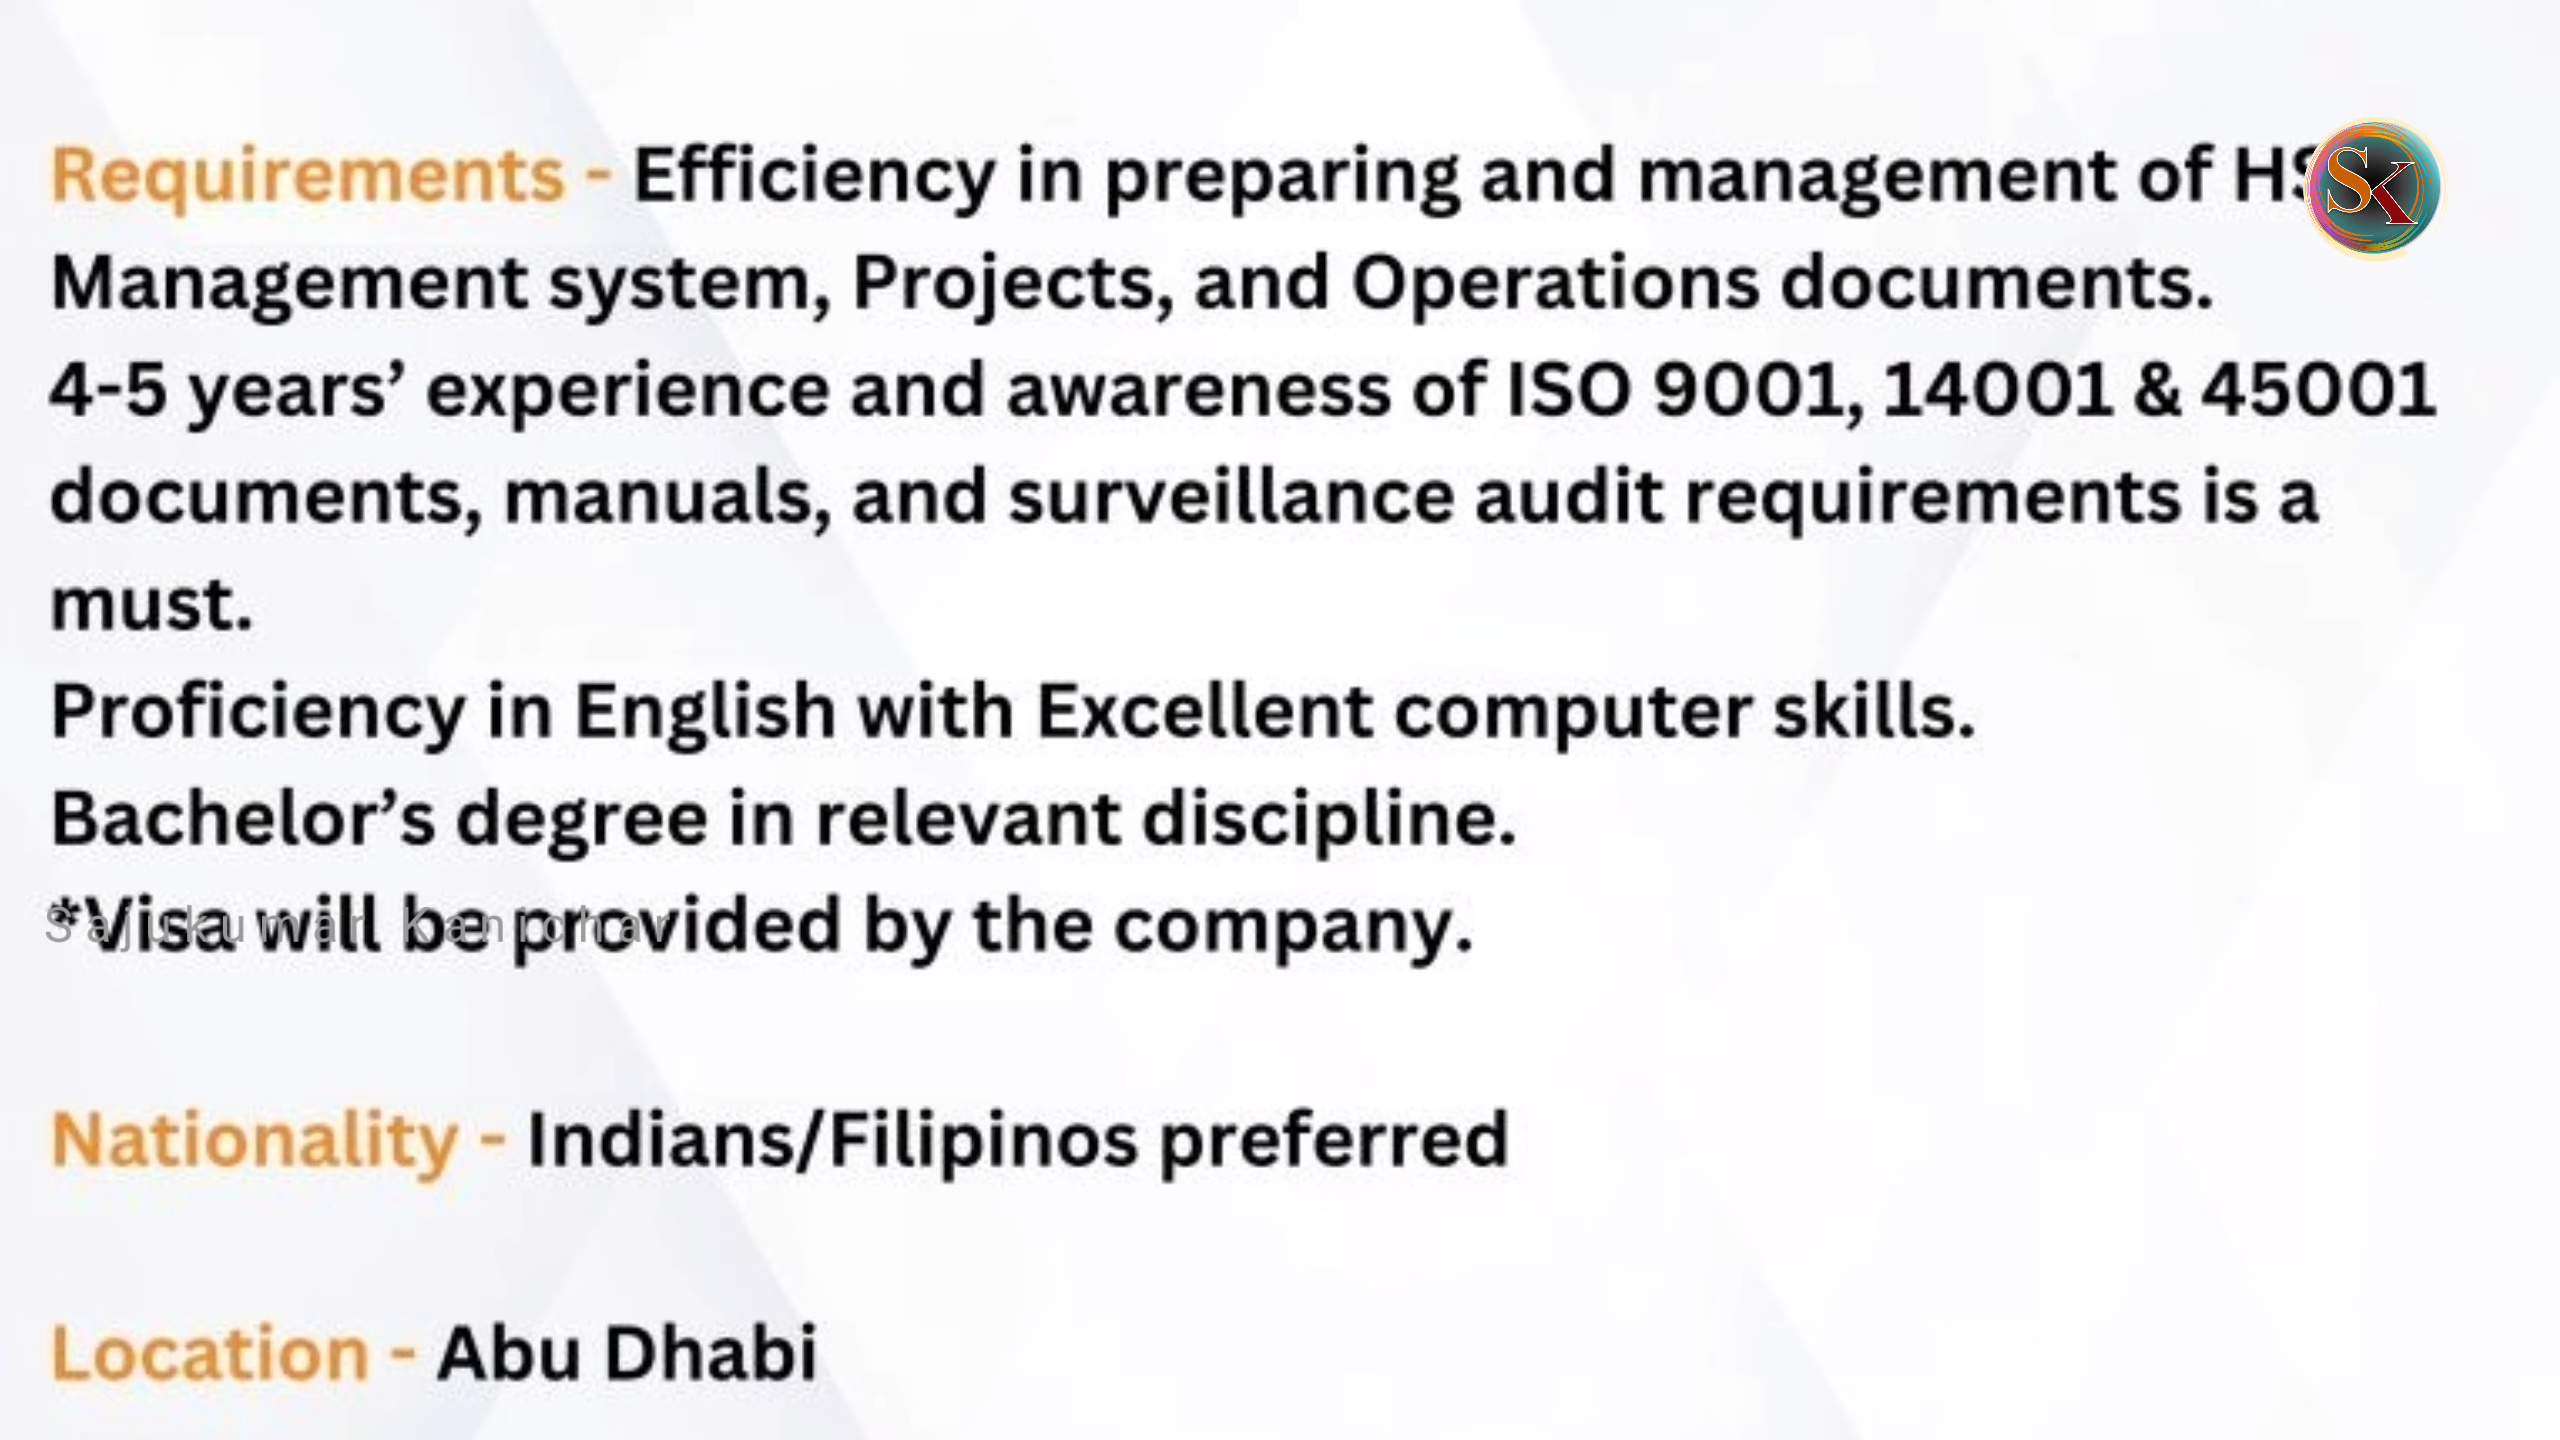 Requirements - Efficiency in preparing and management of
Management system, Projects, and Operations documents.
4-5 years’ experience and awareness of ISO 9001, 14001 & 45001
documents, manuals, and surveillance audit requirements is a
must.
Proficiency in English with Excellent computer skills.
Bachelor’s degree in relevant discipline.
*Visa will be provided by the company.
Sajukumar Kanichar
Nationality - Indians/Filipinos preferred
Location - Abu Dhabi
SK